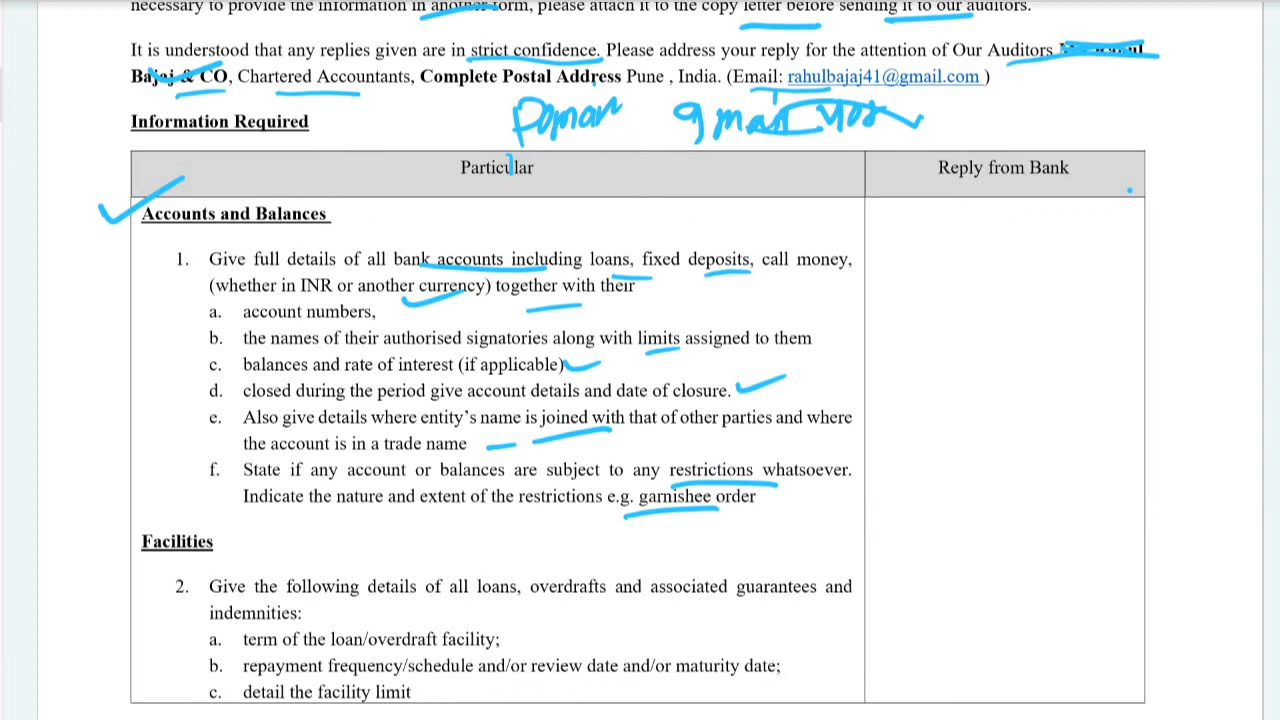 necessary to provide the information in another form, please attach it to the copy letter before sending it to our auditors.
It is understood that any replies given are in strict confidence. Please address your reply for the attention of Our Auditors
Bajaj & CO, Chartered Accountants, Complete Postal Address Pune , India. (Email: rahulbajaj41@gmail.com )
Information Required
Particular
Reply from Bank
Accounts and Balances
1. Give full details of all bank accounts including loans, fixed deposits, call money,
(whether in INR or another currency) together with their
a. account numbers,
b. the names of their authorised signatories along with limits assigned to them
c. balances and rate of interest (if applicable)
d. closed during the period give account details and date of closure.
e. Also give details where entity's name is joined with that of other parties and where
the account is in a trade name
f. State if any account or balances are subject to any restrictions whatsoever.
Indicate the nature and extent of the restrictions e.g. garnishee order
Facilities
2. Give the following details of all loans, overdrafts and associated guarantees and
indemnities:
a. term of the loan/overdraft facility;
b. repayment frequency/schedule and/or review date and/or maturity date;
c. detail the facility limit